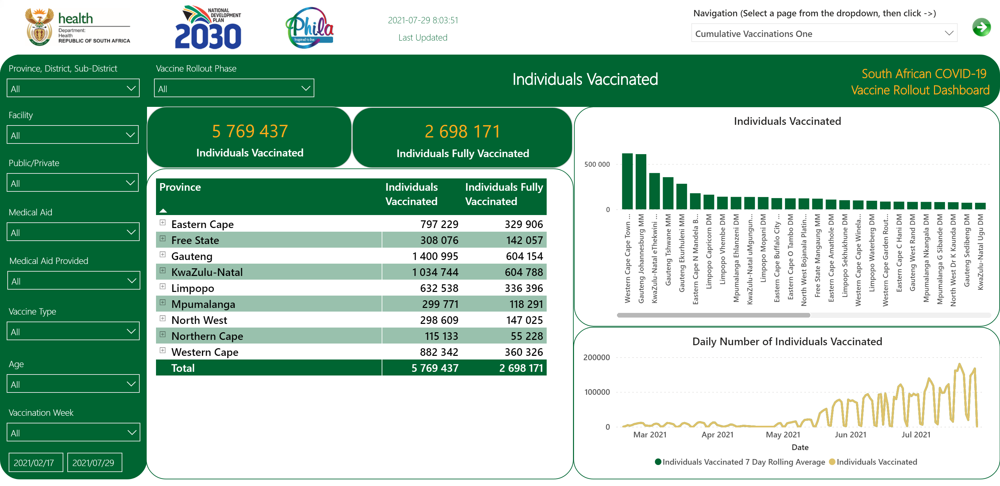 health
Department:
Health
REPUBLIC OF SOUTH AFRICA
NATIONAL
DEVELOPMENT
PLAN
2030
Phila
Inspired to live
2021-07-29 8:03:51
Last Updated
Navigation (Select a page from the dropdown, then click ->)
Cumulative Vaccinations One
Province, District, Sub-District
All
Vaccine Rollout Phase
All
Individuals Vaccinated
South African COVID-19
Vaccine Rollout Dashboard
Facility
All
Public/Private
All
Medical Aid
All
Medical Aid Provided
All
Vaccine Type
All
Age
All
Vaccination Week
All
2021/02/17 2021/07/29
5 769 437
Individuals Vaccinated
2 698 171
Individuals Fully Vaccinated
Province Individuals Vaccinated Individuals Fully Vaccinated
Eastern Cape 797 229 329 906
Free State 308 076 142 057
Gauteng 1 400 995 604 154
KwaZulu-Natal 1 034 744 604 788
Limpopo 632 538 336 396
Mpumalanga 299 771 118 291
North West 298 609 147 025
Northern Cape 115 133 55 228
Western Cape 882 342 360 326
Total 5 769 437 2 698 171
Individuals Vaccinated
500 000
0
Western Cape Cape Town ...
Gauteng Johannesburg MM
KwaZulu-Natal eThekwini ...
Gauteng Tshwane MM
Gauteng Ekurhuleni MM
Eastern Cape N Mandela B...
Limpopo Capricorn DM
Limpopo Vhembe DM
Mpumalanga Ehlanzeni DM
KwaZulu-Natal uMgungun...
Limpopo Mopani DM
Eastern Cape Buffalo City ...
Eastern Cape O Tambo DM
North West Bojanala Platin...
Free State Mangaung MM
Eastern Cape Amathole DM
Limpopo Sekhukhune DM
Western Cape Cape Winela...
Limpopo Waterberg DM
Western Cape Garden Rout...
Eastern Cape C Hani DM
Gauteng West Rand DM
Mpumalanga Nkangala DM
Mpumalanga G Sibande DM
North West Dr K Kaunda DM
Gauteng Sedibeng DM
KwaZulu-Natal Ugu DM
Daily Number of Individuals Vaccinated
200000
100000
0
Mar 2021 Apr 2021 May 2021 Jun 2021 Jul 2021
Date
Individuals Vaccinated 7 Day Rolling Average Individuals Vaccinated